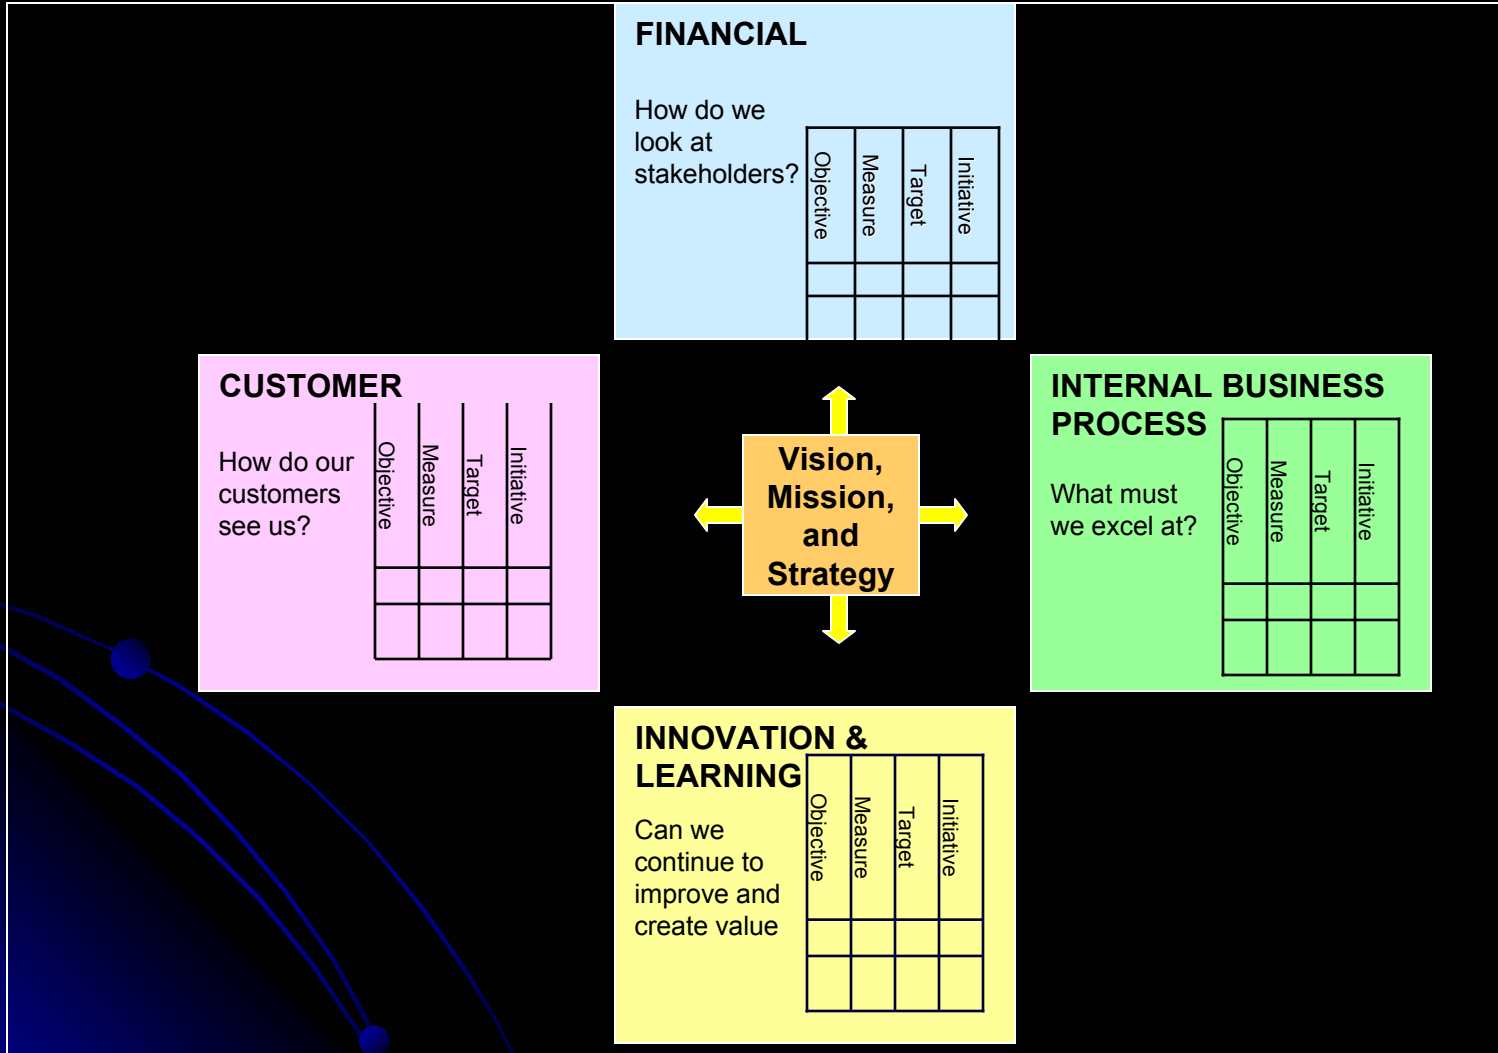 FINANCIAL
How do we
look at
stakeholders?
Objective
Measure
Target
Initiative
CUSTOMER
How do our
customers
see us?
Objective
Measure
Target
Initiative
Vision,
Mission,
and
Strategy
INTERNAL BUSINESS
PROCESS
What must
we excel at?
Objective
Measure
Target
Initiative
INNOVATION &
LEARNING
Can we
continue to
improve and
create value
Objective
Measure
Target
Initiative